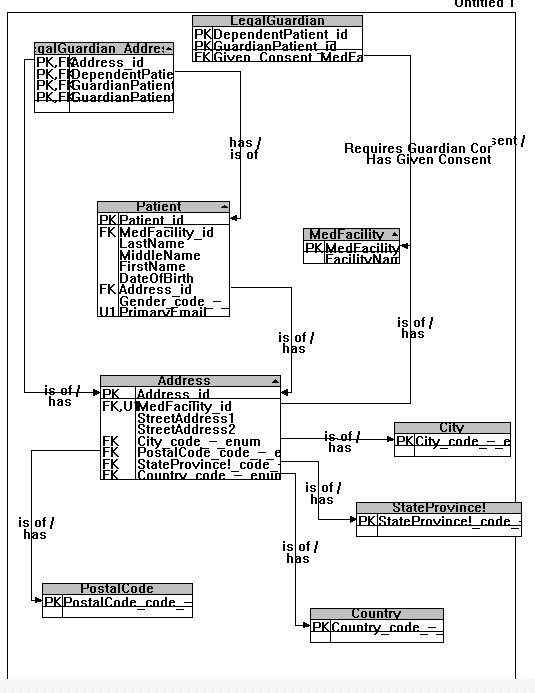 Untitled 1
LegalGuardian
PK Dependent_Patient_id
PK GuardianPatient_id
FK Given_Consent_MedFa
galGuardian_Addres
PK,FK Address_id
PK,FK DependentPatie
PK,FK GuardianPatient
PK,FK GuardianPatient
has /
is of
Requires Guardian Consent /
Has Given Consent
Patient
PK Patient_id
FK MedFacility_id
LastName
MiddleName
FirstName
DateOfBirth
FK Address_id
Gender_code_-_
U1 PrimaryEmail
MedFacility
PK MedFacility
FacilityNam
is of /
has
is of /
has
Address
PK Address_id
FK,U1 MedFacility_id
StreetAddress1
StreetAddress2
FK City_code_-_enum
FK PostalCode_code_-_e
FK StateProvince!_code_
FK Country_code_-_enum
is of /
has
City
PK City_code_-_e
is of /
has
is of /
has
StateProvince!
PK StateProvince!_code_-
is of /
has
is of /
has
PostalCode
PK PostalCode_code_-
Country
PK Country_code_-_